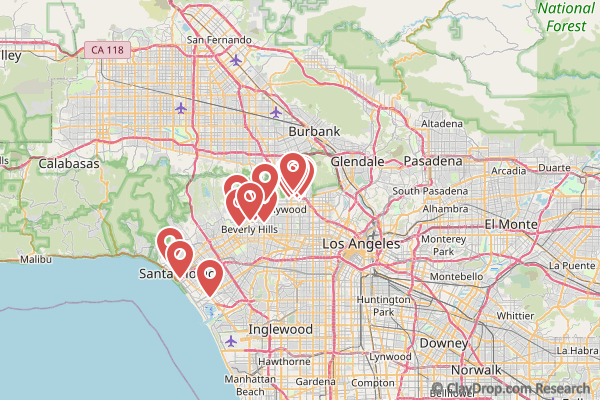 National
Forest
San Fernando
CA 118
lley
Burbank
Altadena
Calabasas
Glendale
Pasadena
Arcadia
Duarte
South Pasadena
Alhambra
Beverly Hills
El Monte
Los Angeles
Monterey
Park
Malibu
La Puente
Montebello
Huntington
Park
Whittier
Inglewood
Downey
La Habra
Hawthorne
Lynwood
Norwalk
Manhattan
Beach
Gardena
Compton
Bellflower
© ClayDrop.com Research